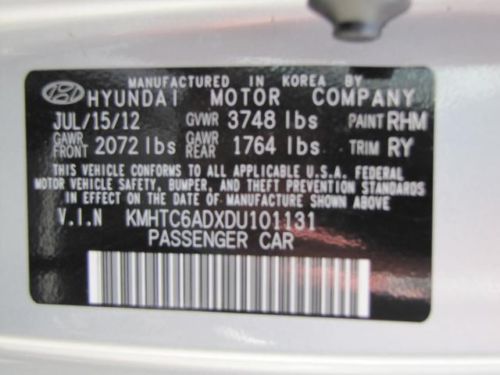 MANUFACTURED IN KOREA BY
HYUNDAI MOTOR COMPANY
JUL/15/12 GVWR 3748 lbs PAINT RHM
GAWR FRONT 2072 lbs GAWR REAR 1764 lbs TRIM RY
THIS VEHICLE CONFORMS TO ALL APPLICABLE U.S.A. FEDERAL
MOTOR VEHICLE SAFETY, BUMPER, AND THEFT PREVENTION STANDARDS
IN EFFECT ON THE DATE OF MANUFACTURE SHOWN ABOVE.
V.I.N KMHTC6ADXDU101131
PASSENGER CAR